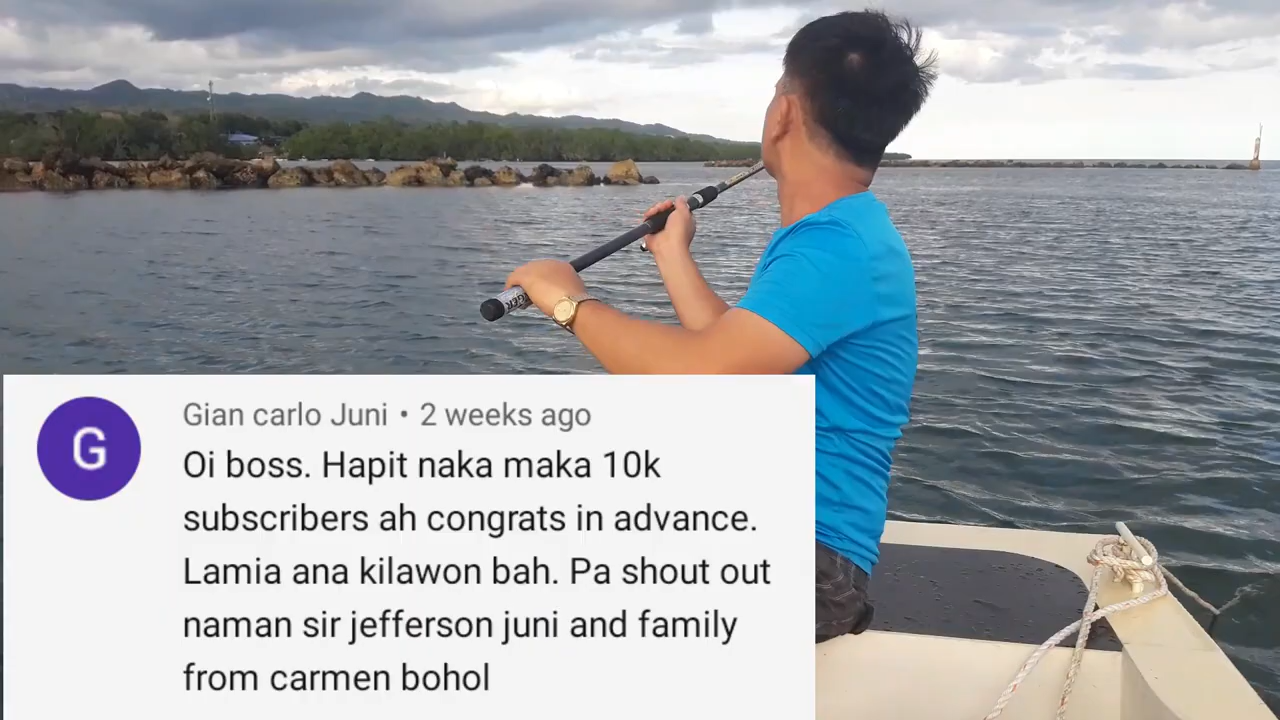 G
Gian carlo Juni • 2 weeks ago
Oi boss. Hapit naka maka 10k
subscribers ah congrats in advance.
Lamia ana kilawon bah. Pa shout out
naman sir jefferson juni and family
from carmen bohol